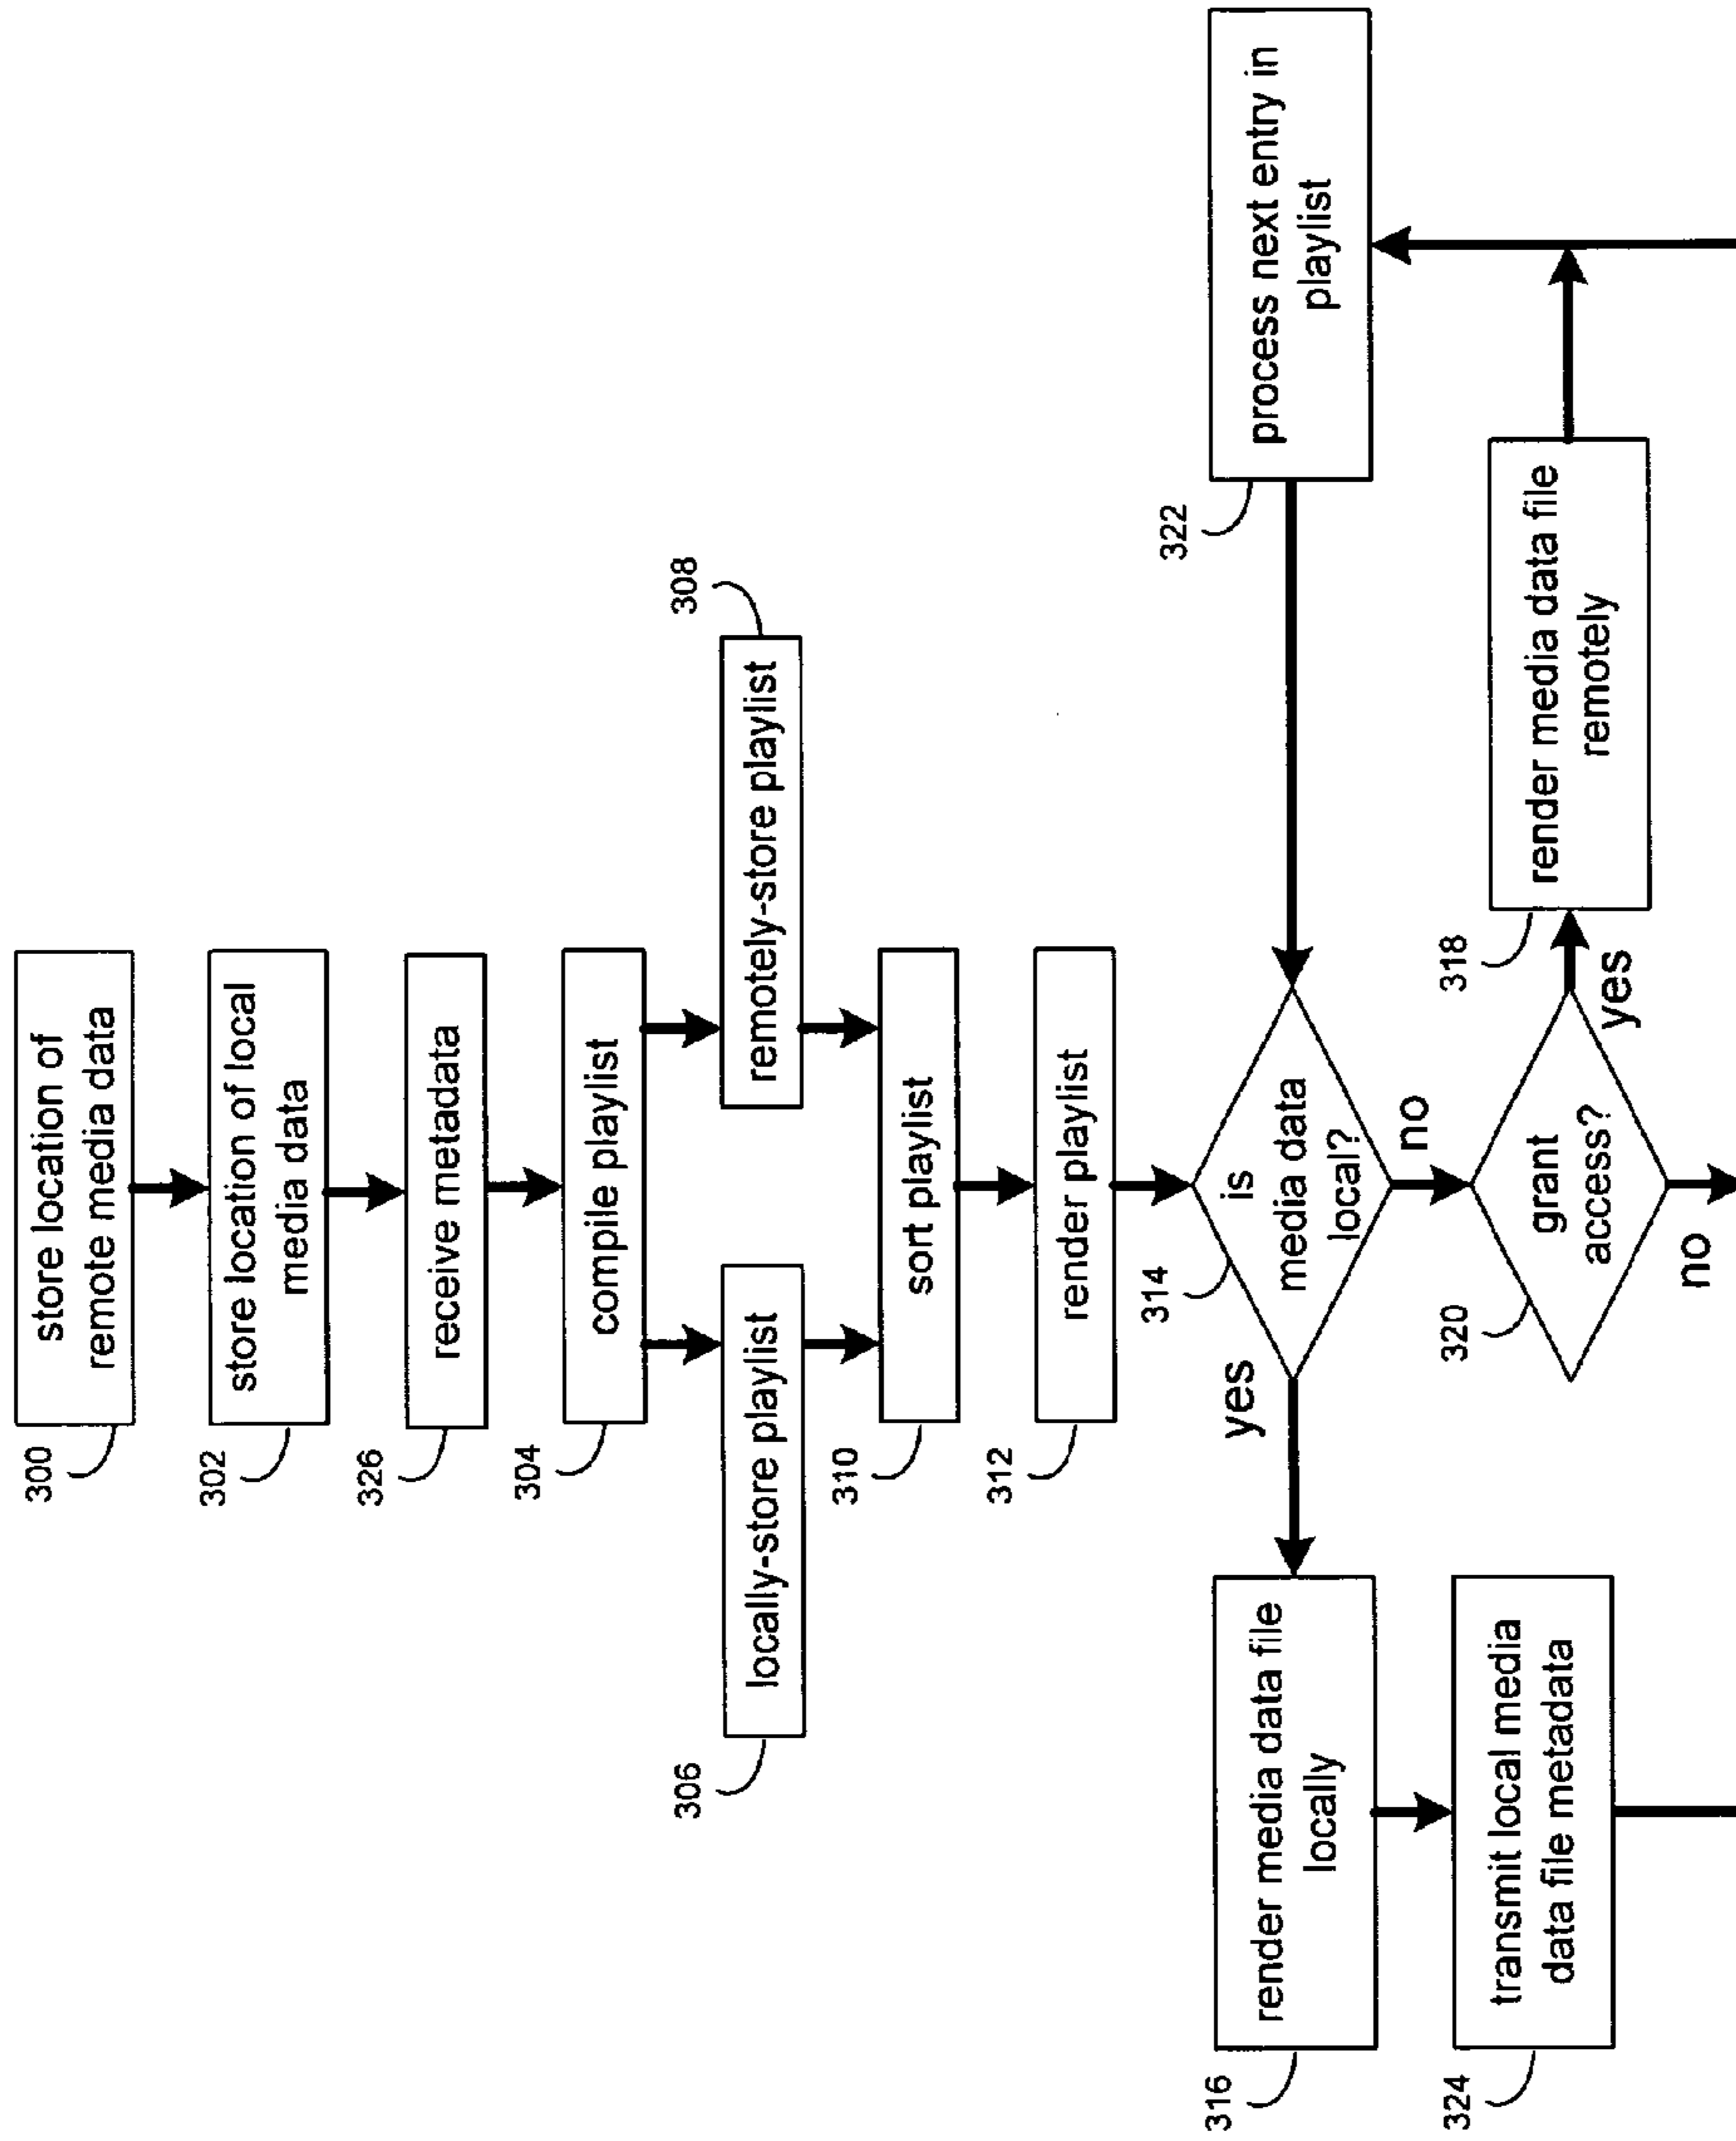 300
store location of
remote media data
302
store location of local
media data
326
receive metadata
304
compile playlist
306
locally-store playlist
308
remotely-store playlist
310
sort playlist
312
render playlist
314
is
media data
local?
yes
no
316
render media data file
locally
324
transmit local media
data file metadata
320
grant
access?
yes
no
318
render media data file
remotely
322
process next entry in
playlist